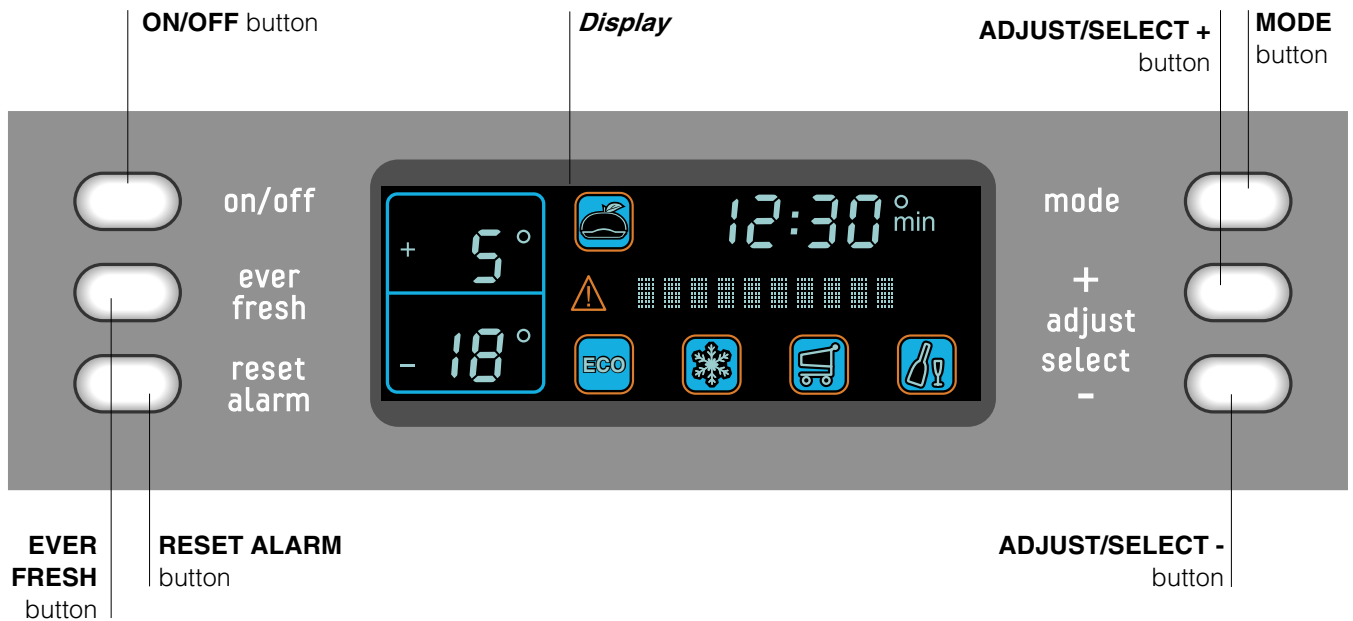 ON/OFF button
Display
ADJUST/SELECT +
button
MODE
button
on/off
ever
fresh
reset
alarm
+ 5°
- 18°
12:30° min
ECO
mode
+
adjust
select
-
EVER
FRESH
button
RESET ALARM
button
ADJUST/SELECT -
button